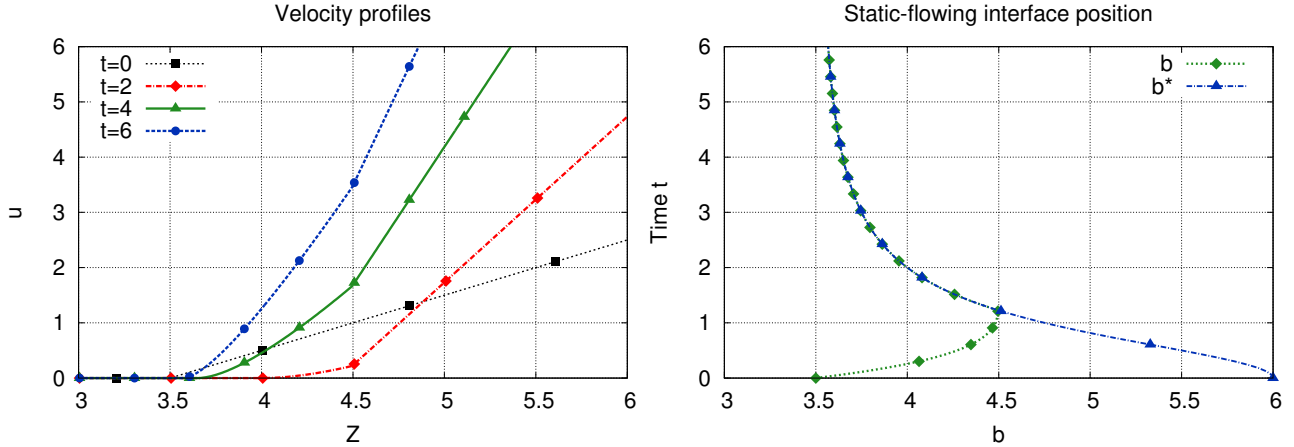 Velocity profiles
6
5
4
3
2
1
0
u
t=0
t=2
t=4
t=6
3 3.5 4 4.5 5 5.5 6
Z
Static-flowing interface position
6
5
4
3
2
1
0
Time t
b
b*
3 3.5 4 4.5 5 5.5 6
b